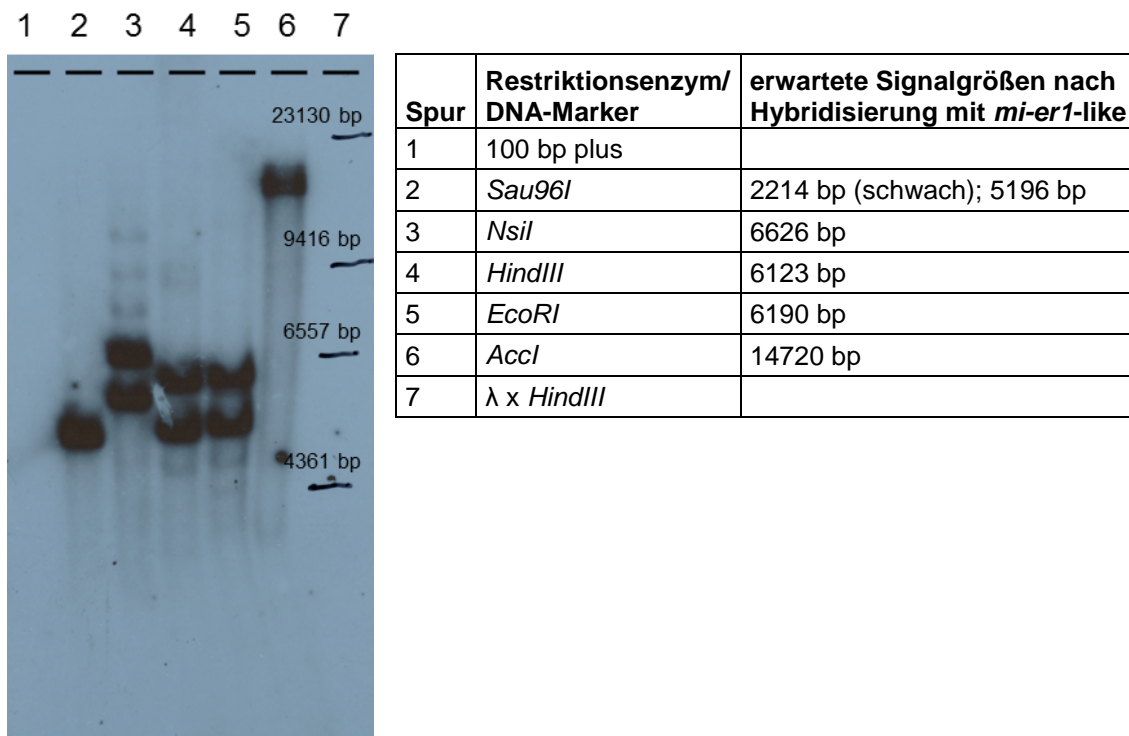 1 2 3 4 5 6 7
23130 bp
9416 bp
6557 bp
4361 bp
Spur Restriktionsenzym/ DNA-Marker erwartete Signalgrößen nach Hybridisierung mit mi-er1-like
1 100 bp plus
2 Sau96I 2214 bp (schwach); 5196 bp
3 NsiI 6626 bp
4 HindIII 6123 bp
5 EcoRI 6190 bp
6 AccI 14720 bp
7 λ x HindIII